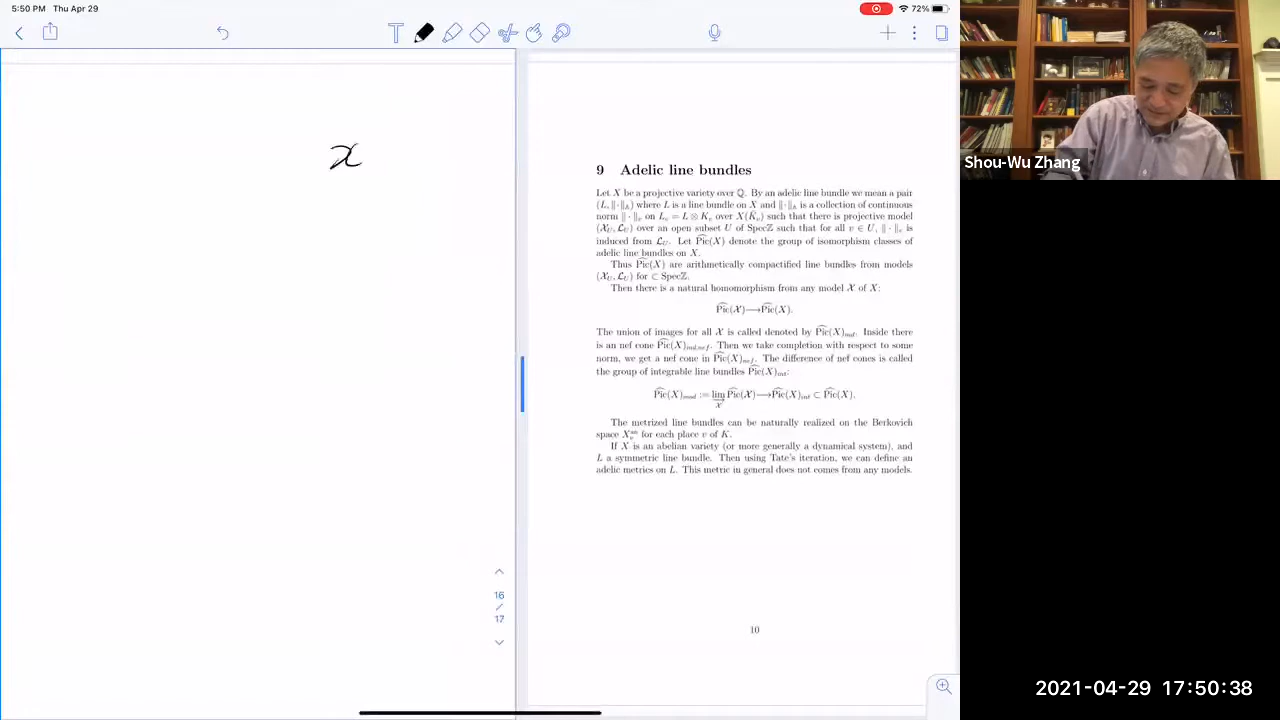 5:50 PM Thu Apr 29
72%
T
𝒳
16
/
17
9 Adelic line bundles
Let X be a projective variety over ℚ. By an adelic line bundle we mean a pair
(L, ‖·‖_𝔸) where L is a line bundle on X and ‖·‖_𝔸 is a collection of continuous
norm ‖·‖_v on L_v = L ⊗ K_v over X(K̄_v) such that there is projective model
(𝒳_U, ℒ_U) over an open subset U of Specℤ such that for all v ∈ U, ‖·‖_v is
induced from ℒ_U. Let P͡ic(X) denote the group of isomorphism classes of
adelic line bundles on X.
Thus P͡ic(X) are arithmetically compactified line bundles from models
(𝒳_U, ℒ_U) for ⊂ Specℤ.
Then there is a natural homomorphism from any model 𝒳 of X:
P͡ic(𝒳)⟶P͡ic(X).
The union of images for all 𝒳 is called denoted by P͡ic(X)_mod. Inside there
is an nef cone P͡ic(X)_md,nef. Then we take completion with respect to some
norm, we get a nef cone in P͡ic(X)_nef. The difference of nef cones is called
the group of integrable line bundles P͡ic(X)_int:
P͡ic(X)_mod := lim_{→𝒳} P͡ic(𝒳)⟶P͡ic(X)_int ⊂ P͡ic(X).
The metrized line bundles can be naturally realized on the Berkovich
space X_v^an for each place v of K.
If X is an abelian variety (or more generally a dynamical system), and
L a symmetric line bundle. Then using Tate's iteration, we can define an
adelic metrics on L. This metric in general does not comes from any models.
10
Shou-Wu Zhang
2021-04-29 17:50:38